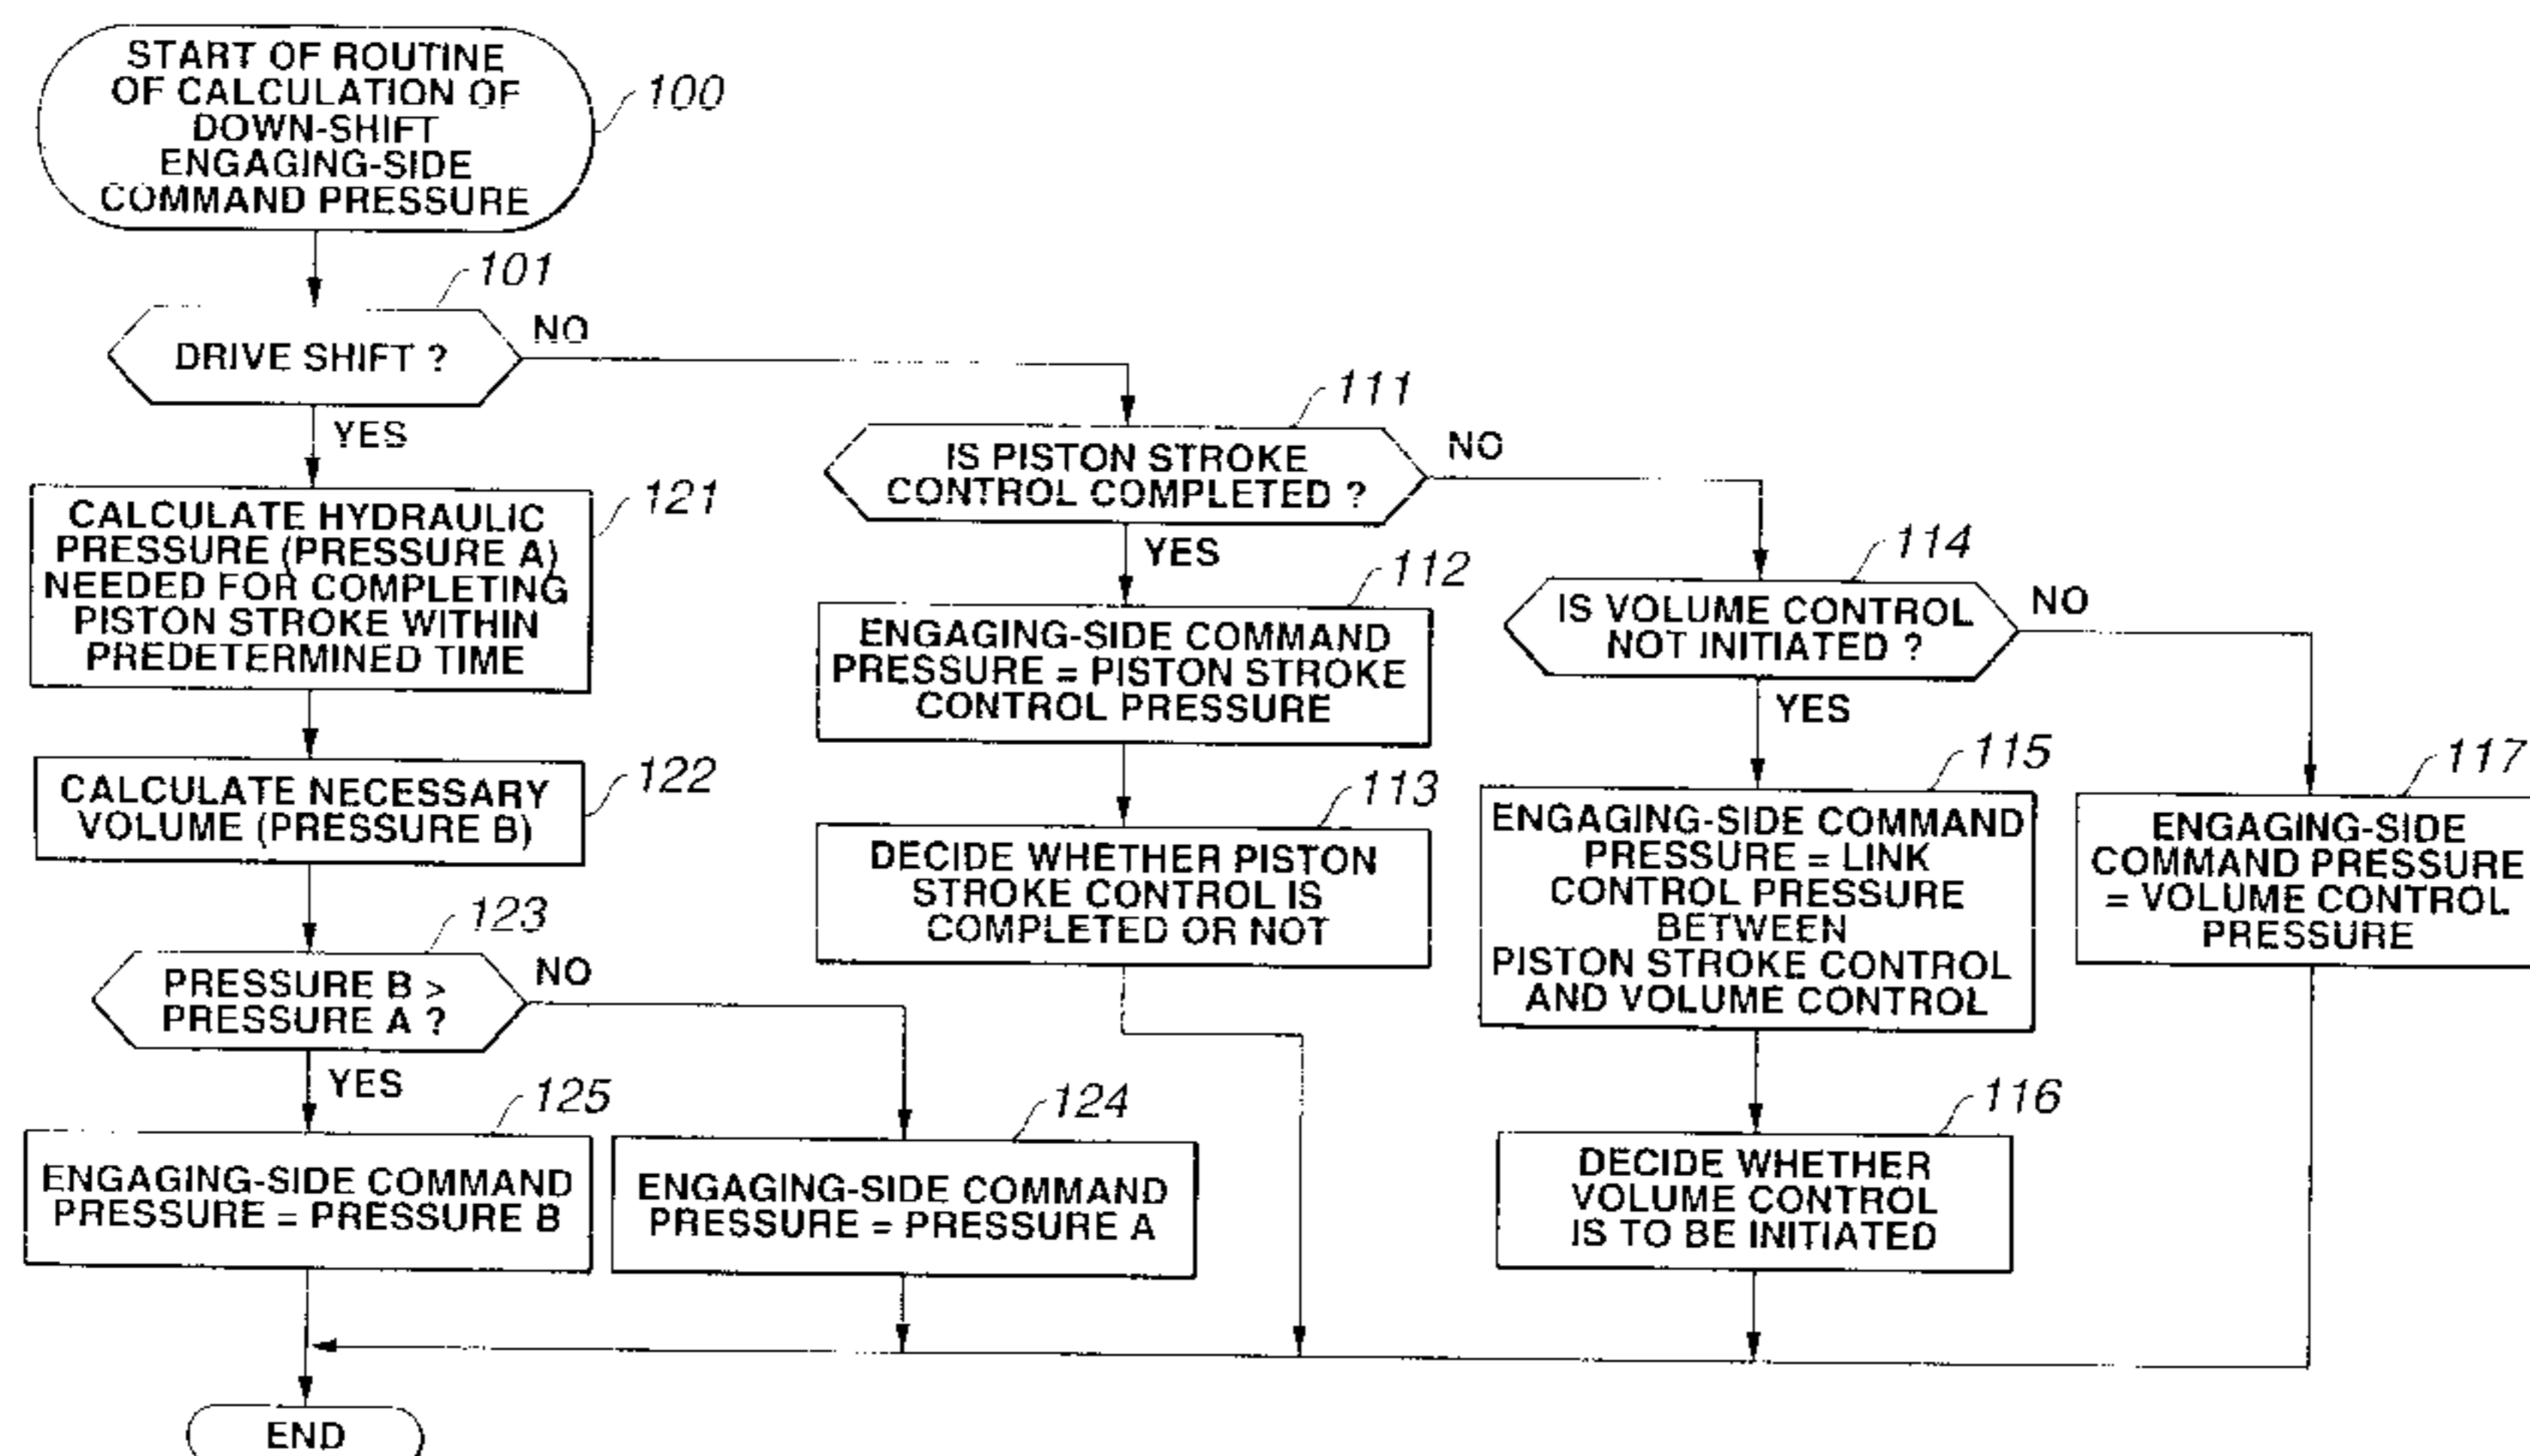 START OF ROUTINE
OF CALCULATION OF
DOWN-SHIFT
ENGAGING-SIDE
COMMAND PRESSURE
100
101
DRIVE SHIFT ?
NO
YES
111
IS PISTON STROKE
CONTROL COMPLETED ?
NO
YES
121
CALCULATE HYDRAULIC
PRESSURE (PRESSURE A)
NEEDED FOR COMPLETING
PISTON STROKE WITHIN
PREDETERMINED TIME
112
ENGAGING-SIDE COMMAND
PRESSURE = PISTON STROKE
CONTROL PRESSURE
114
IS VOLUME CONTROL
NOT INITIATED ?
NO
YES
122
CALCULATE NECESSARY
VOLUME (PRESSURE B)
113
DECIDE WHETHER PISTON
STROKE CONTROL IS
COMPLETED OR NOT
115
ENGAGING-SIDE COMMAND
PRESSURE = LINK
CONTROL PRESSURE
BETWEEN
PISTON STROKE CONTROL
AND VOLUME CONTROL
117
ENGAGING-SIDE
COMMAND PRESSURE
= VOLUME CONTROL
PRESSURE
123
PRESSURE B >
PRESSURE A ?
NO
YES
125
ENGAGING-SIDE COMMAND
PRESSURE = PRESSURE B
124
ENGAGING-SIDE COMMAND
PRESSURE = PRESSURE A
116
DECIDE WHETHER
VOLUME CONTROL
IS TO BE INITIATED
END